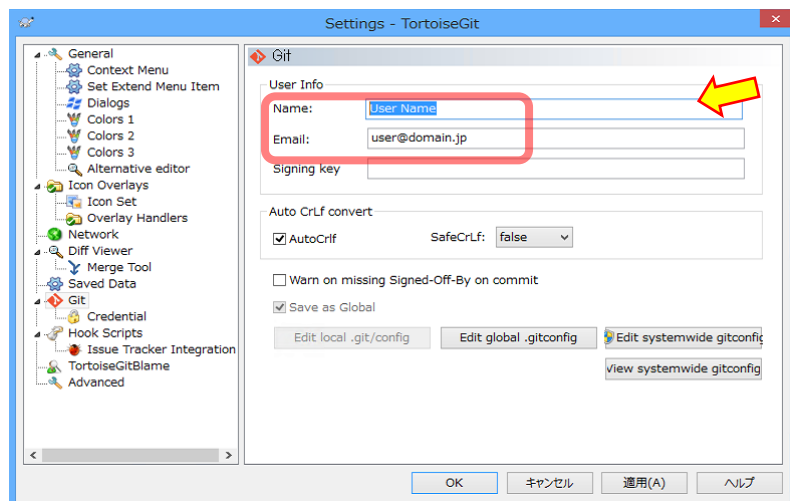 Settings - TortoiseGit
General
Context Menu
Set Extend Menu Item
Dialogs
Colors 1
Colors 2
Colors 3
Alternative editor
Icon Overlays
Icon Set
Overlay Handlers
Network
Diff Viewer
Merge Tool
Saved Data
Git
Credential
Hook Scripts
Issue Tracker Integration
TortoiseGitBlame
Advanced
Git
User Info
Name: User Name
Email: user@domain.jp
Signing key
Auto CrLf convert
AutoCrlf SafeCrLf: false
Warn on missing Signed-Off-By on commit
Save as Global
Edit local .git/config Edit global .gitconfig Edit systemwide gitconfig
View systemwide gitconfig
OK キャンセル 適用(A) ヘルプ